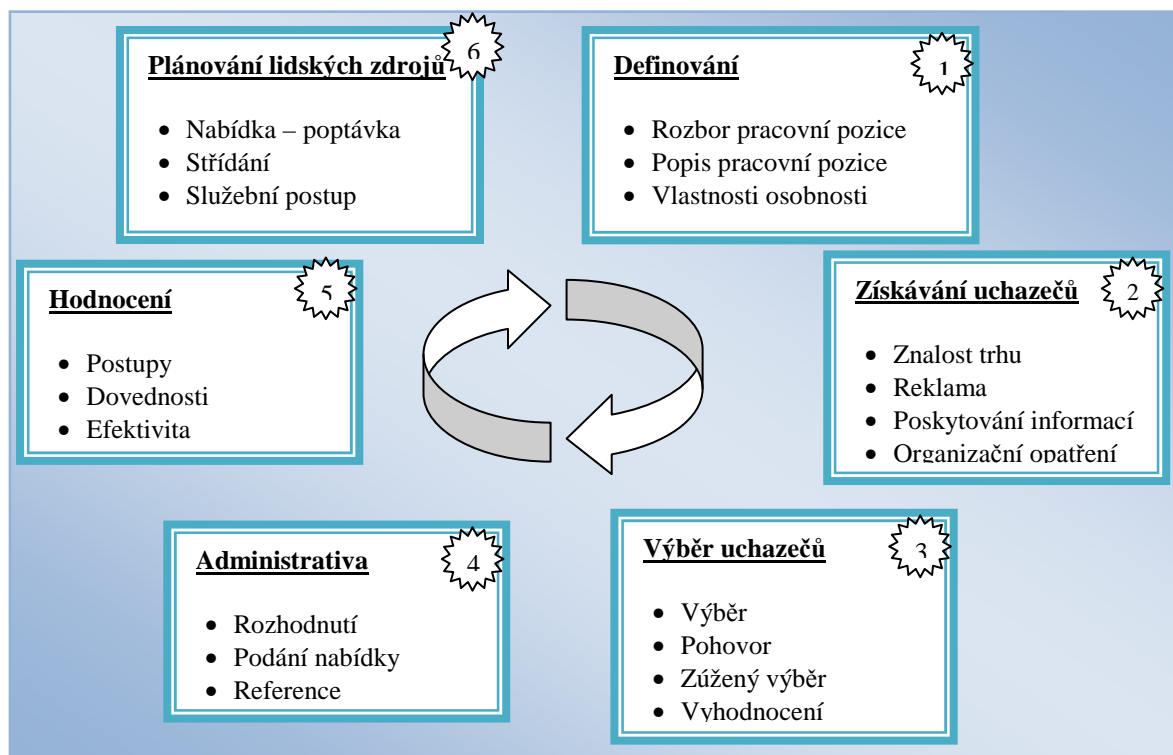 Plánování lidských zdrojů
6
• Nabídka – poptávka
• Střídání
• Služební postup
Definování
1
• Rozbor pracovní pozice
• Popis pracovní pozice
• Vlastnosti osobnosti
Hodnocení
5
• Postupy
• Dovednosti
• Efektivita
Získávání uchazečů
2
• Znalost trhu
• Reklama
• Poskytování informací
• Organizační opatření
Administrativa
4
• Rozhodnutí
• Podání nabídky
• Reference
Výběr uchazečů
3
• Výběr
• Pohovor
• Zúžený výběr
• Vyhodnocení